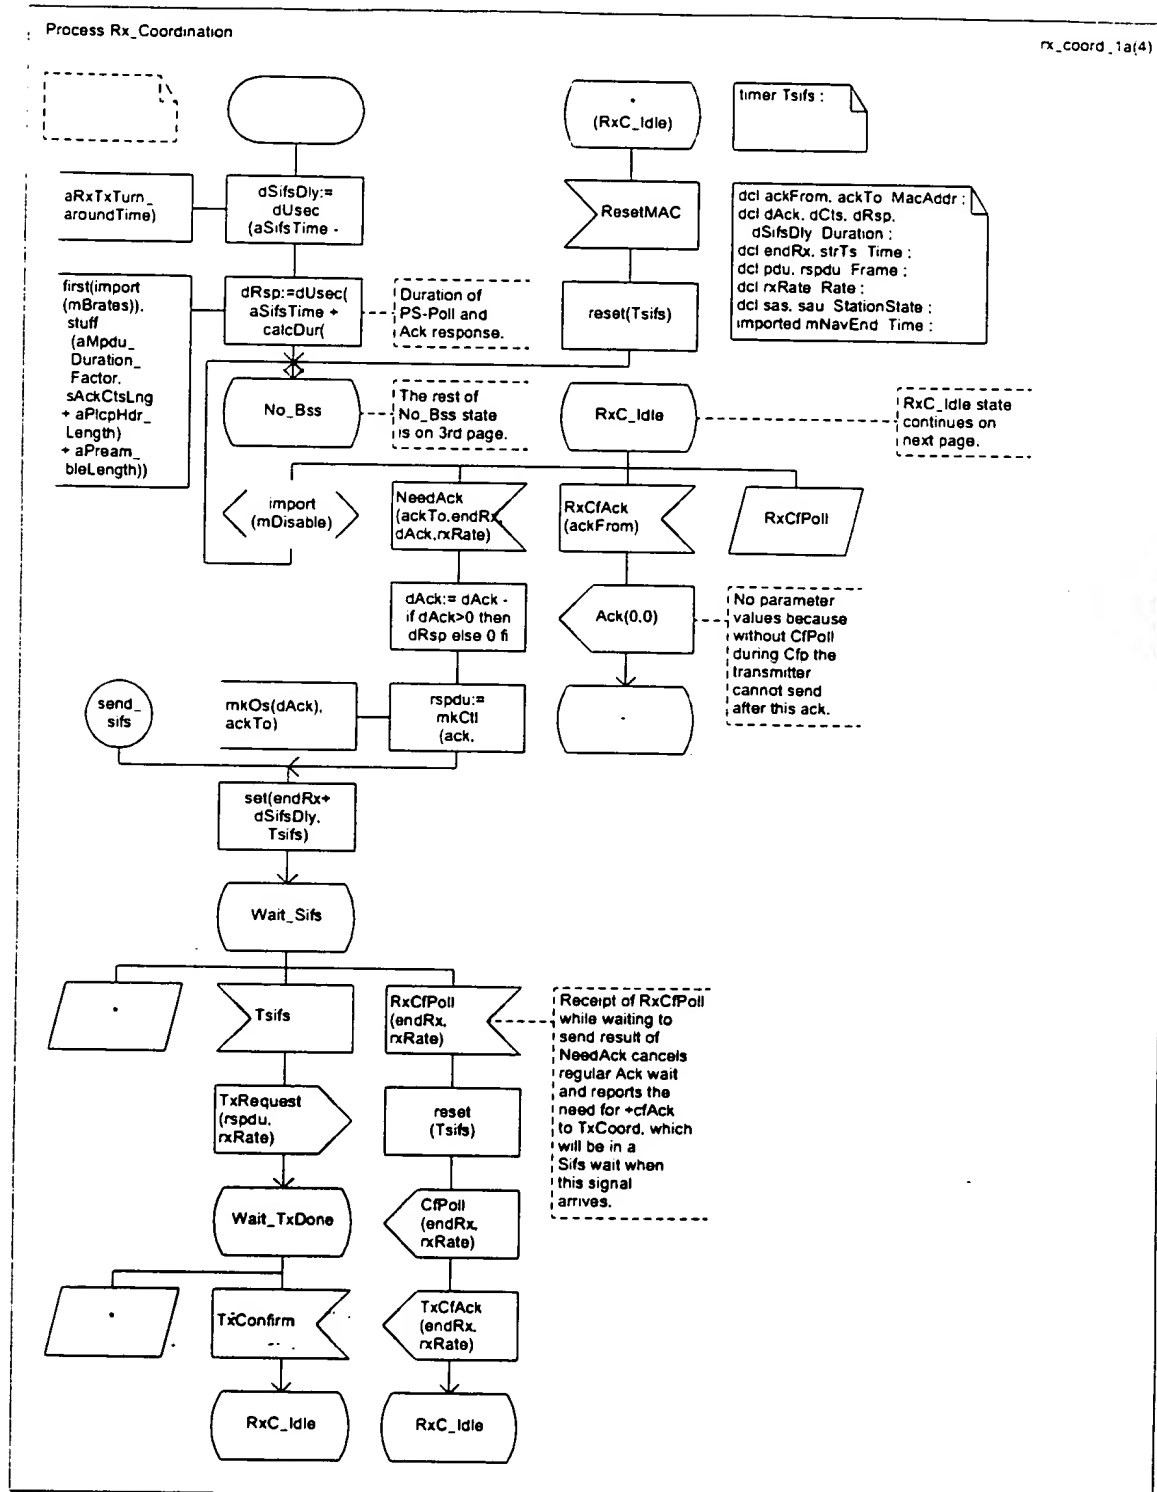 Process Rx_Coordination
rx_coord_1a(4)
*
(RxC_Idle)
timer Tsifs ;
aRxTxTurn_
aroundTime)
dSifsDly:=
dUsec
(aSifsTime -
ResetMAC
dcl ackFrom, ackTo MacAddr ;
dcl dAck, dCts, dRsp,
dSifsDly Duration ;
dcl endRx, strTs Time ;
dcl pdu, rspdu Frame ;
dcl rxRate Rate ;
dcl sas, sau StationState ;
imported mNavEnd Time ;
first(import
(mBrates)),
stuff
(aMpdu_
Duration_
Factor,
sAckCtsLng
+ aPlcpHdr_
Length)
+ aPream_
bleLength))
dRsp:=dUsec(
aSifsTime +
calcDur(
Duration of
PS-Poll and
Ack response.
reset(Tsifs)
No_Bss
The rest of
No_Bss state
is on 3rd page.
RxC_Idle
RxC_Idle state
continues on
next page.
import
(mDisable)
NeedAck
(ackTo,endRx,
dAck,rxRate)
RxCfAck
(ackFrom)
RxCfPoll
dAck:= dAck -
if dAck>0 then
dRsp else 0 fi
Ack(0,0)
No parameter
values because
without CfPoll
during Cfp the
transmitter
cannot send
after this ack.
send_
sifs
mkOs(dAck),
ackTo)
rspdu:=
mkCtl
(ack,
-
set(endRx+
dSifsDly,
Tsifs)
Wait_Sifs
*
Tsifs
RxCfPoll
(endRx,
rxRate)
Receipt of RxCfPoll
while waiting to
send result of
NeedAck cancels
regular Ack wait
and reports the
need for +cfAck
to TxCoord, which
will be in a
Sifs wait when
this signal
arrives.
TxRequest
(rspdu,
rxRate)
reset
(Tsifs)
Wait_TxDone
CfPoll
(endRx,
rxRate)
*
TxConfirm
TxCfAck
(endRx,
rxRate)
RxC_Idle
RxC_Idle